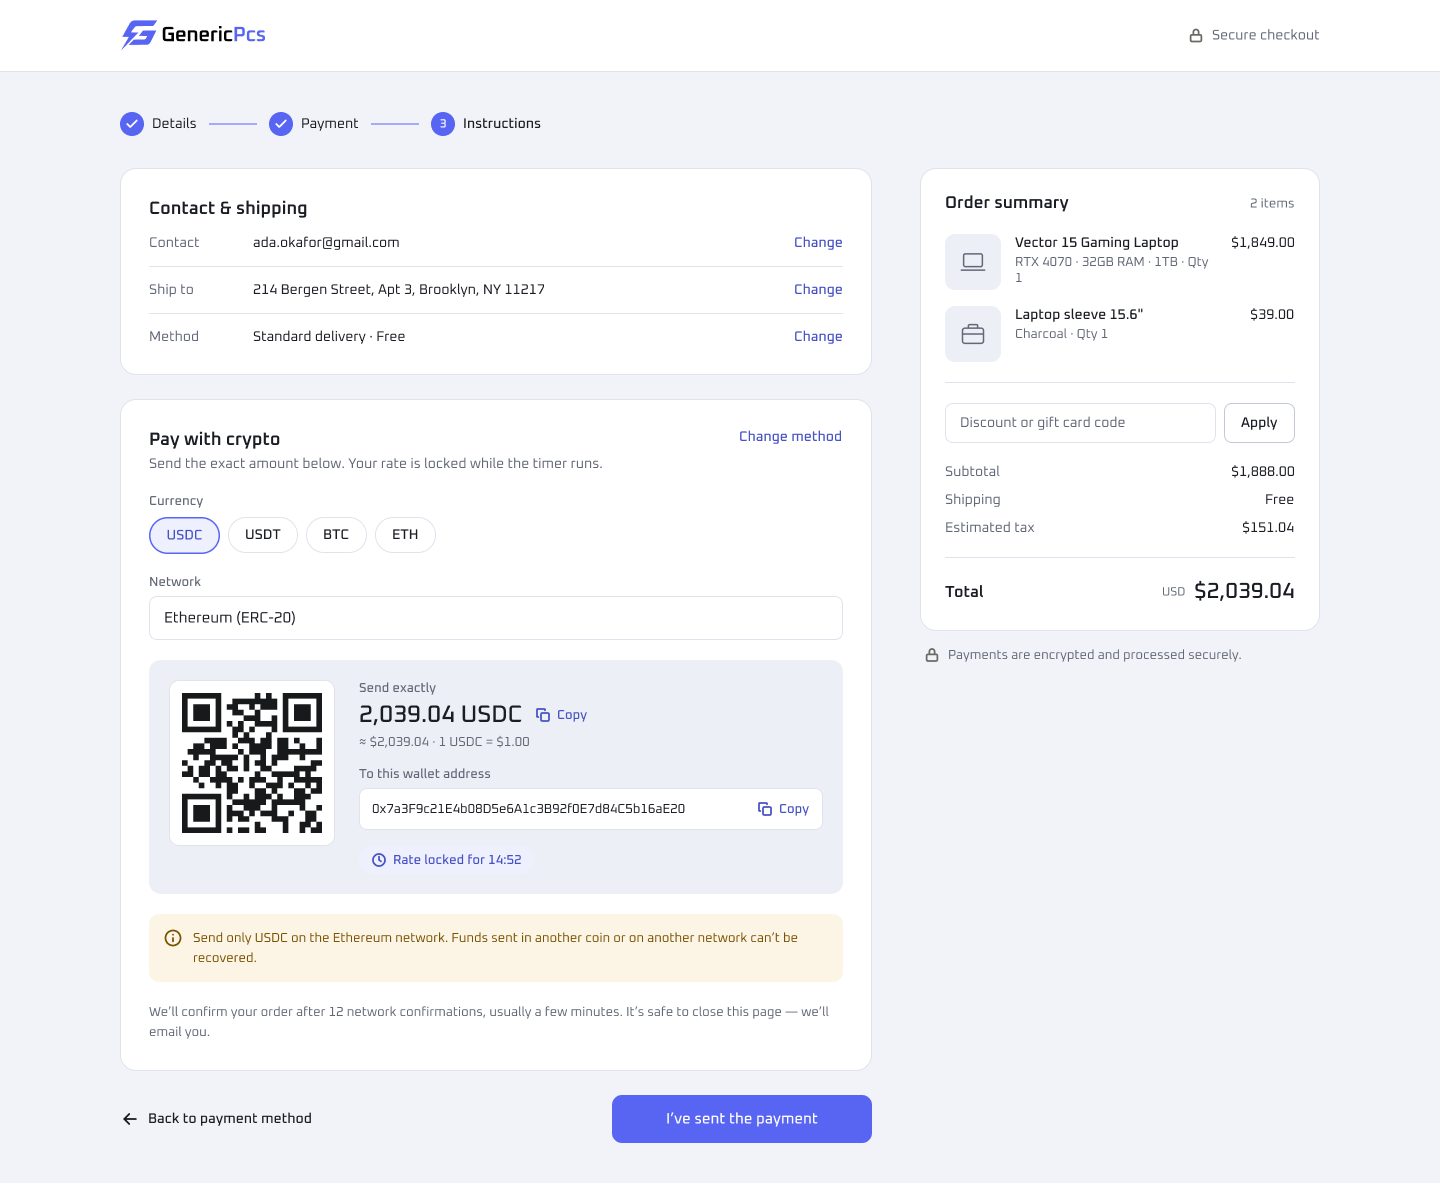 GenericPcs
Secure checkout
Details
Payment
3 Instructions
Contact & shipping
Contact ada.okafor@gmail.com Change
Ship to 214 Bergen Street, Apt 3, Brooklyn, NY 11217 Change
Method Standard delivery · Free Change
Pay with crypto Change method
Send the exact amount below. Your rate is locked while the timer runs.
Currency
USDC USDT BTC ETH
Network
Ethereum (ERC-20)
Send exactly
2,039.04 USDC Copy
≈ $2,039.04 · 1 USDC = $1.00
To this wallet address
0x7a3F9c21E4b08D5e6A1c3B92f0E7d84C5b16aE20 Copy
Rate locked for 14:52
Send only USDC on the Ethereum network. Funds sent in another coin or on another network can’t be
recovered.
We’ll confirm your order after 12 network confirmations, usually a few minutes. It’s safe to close this page — we’ll
email you.
Back to payment method
I’ve sent the payment
Order summary 2 items
Vector 15 Gaming Laptop $1,849.00
RTX 4070 · 32GB RAM · 1TB · Qty
1
Laptop sleeve 15.6" $39.00
Charcoal · Qty 1
Discount or gift card code Apply
Subtotal $1,888.00
Shipping Free
Estimated tax $151.04
Total USD $2,039.04
Payments are encrypted and processed securely.